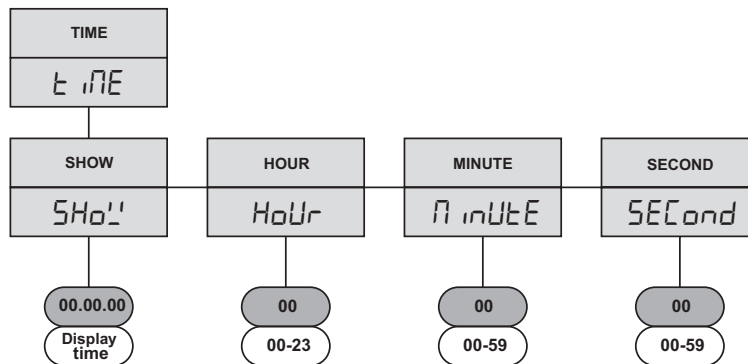 TIME
tiME
SHOW
HOUR
MINUTE
SECOND
SHoW
HoUr
MinUtE
SECond
00.00.00
00
00
00
Display
time
00-23
00-59
00-59